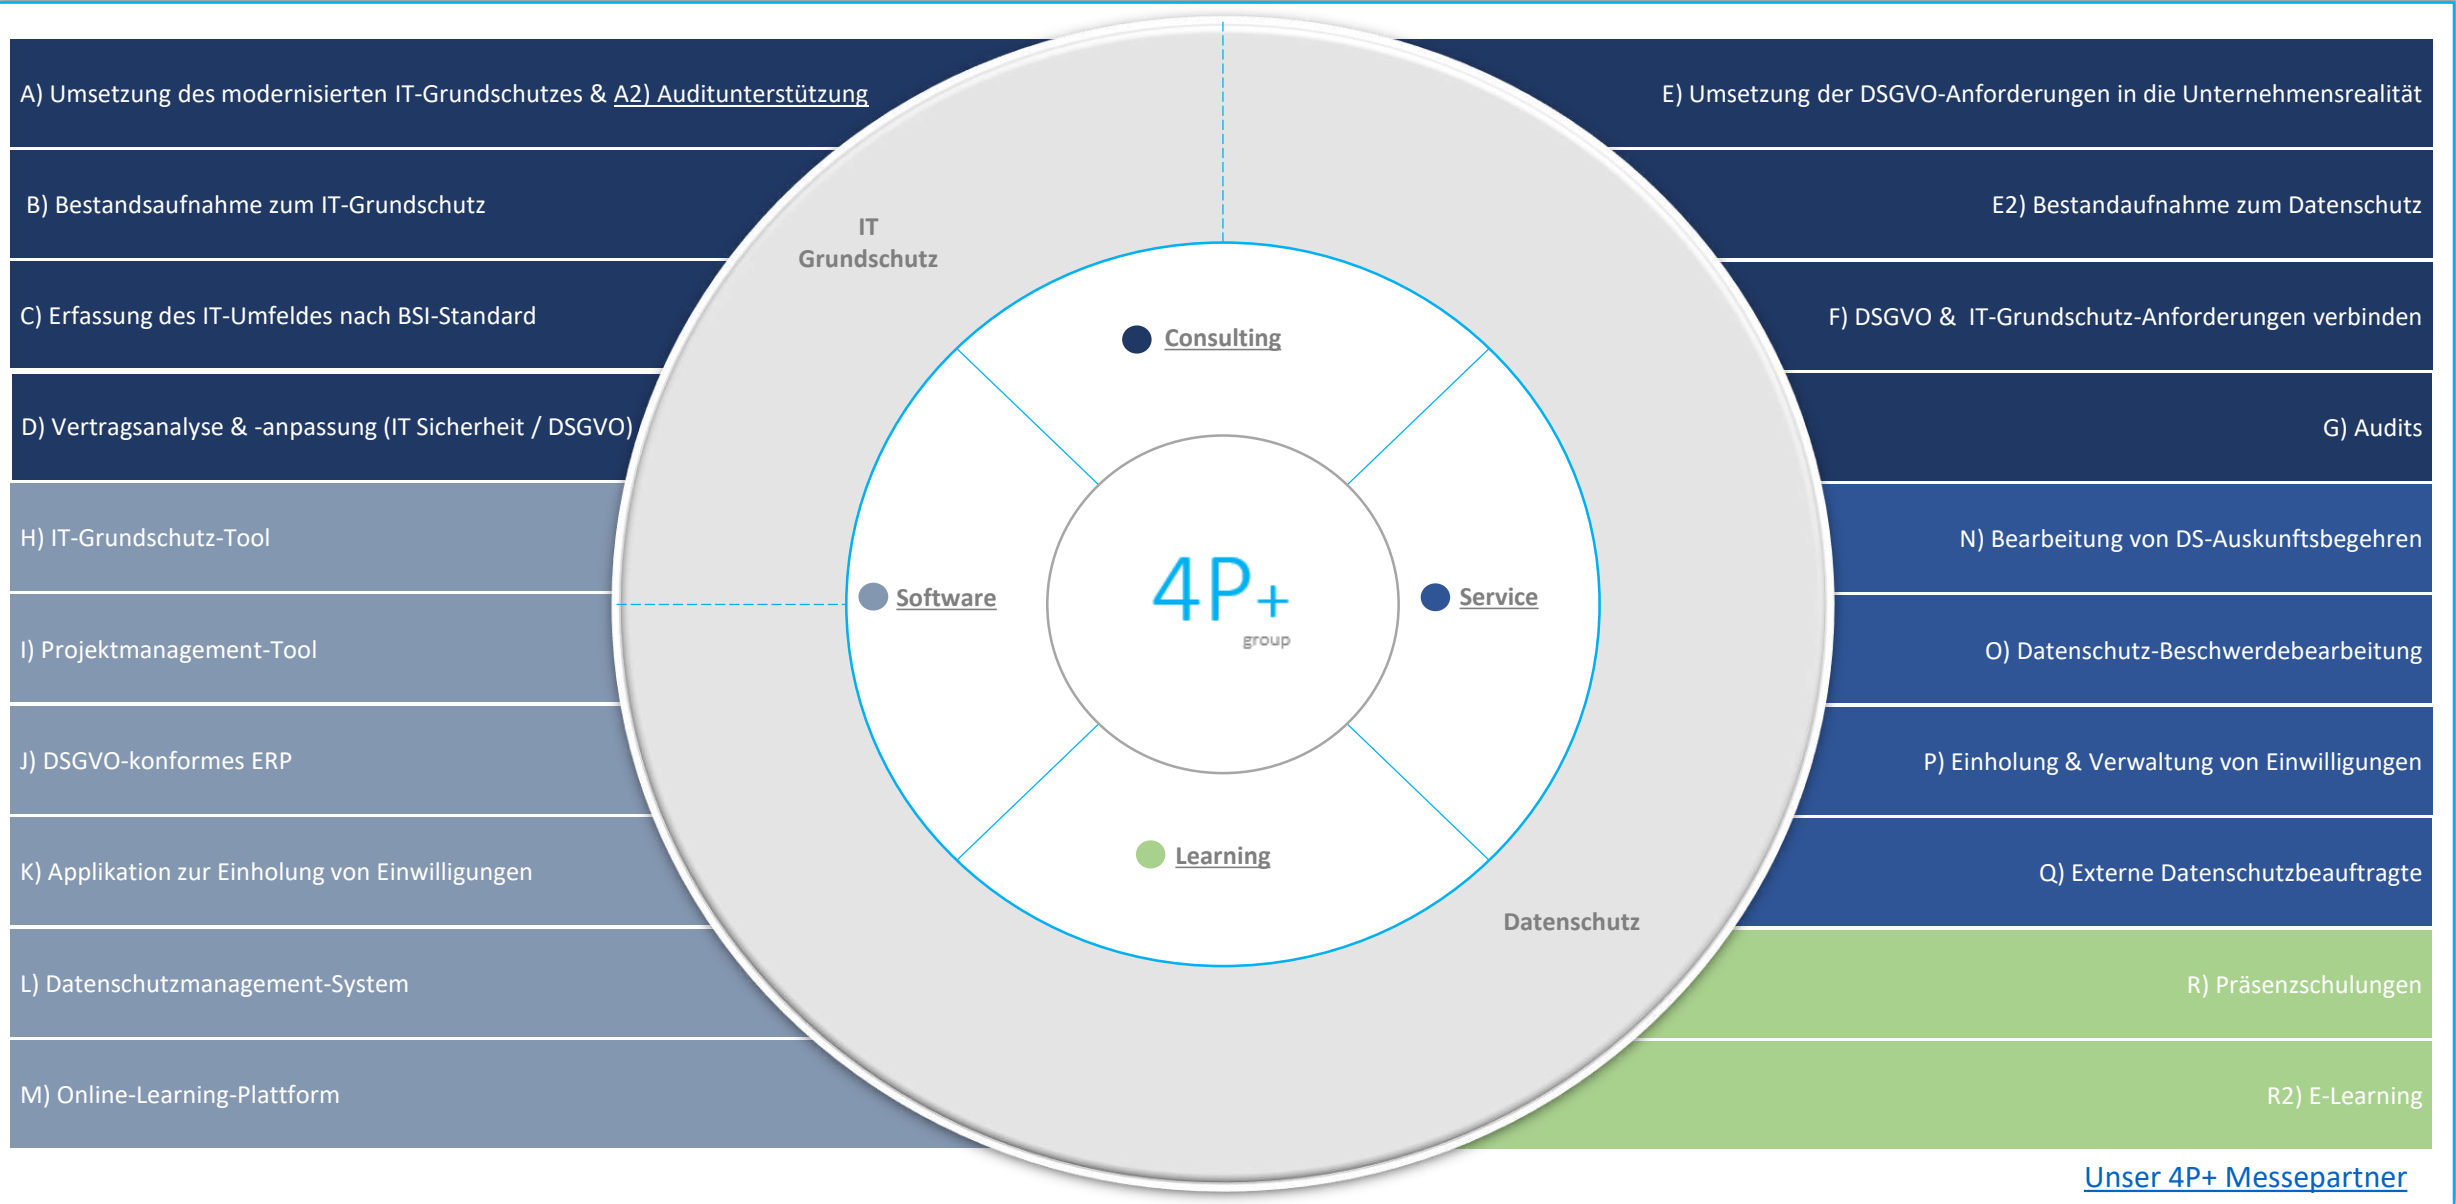 A) Umsetzung des modernisierten IT-Grundschutzes & A2) Auditunterstützung
B) Bestandsaufnahme zum IT-Grundschutz
C) Erfassung des IT-Umfeldes nach BSI-Standard
D) Vertragsanalyse & -anpassung (IT Sicherheit / DSGVO)
H) IT-Grundschutz-Tool
I) Projektmanagement-Tool
J) DSGVO-konformes ERP
K) Applikation zur Einholung von Einwilligungen
L) Datenschutzmanagement-System
M) Online-Learning-Plattform
IT
Grundschutz
Consulting
Software
4P+
group
Service
Learning
Datenschutz
E) Umsetzung der DSGVO-Anforderungen in die Unternehmensrealität
E2) Bestandaufnahme zum Datenschutz
F) DSGVO & IT-Grundschutz-Anforderungen verbinden
G) Audits
N) Bearbeitung von DS-Auskunftsbegehren
O) Datenschutz-Beschwerdebearbeitung
P) Einholung & Verwaltung von Einwilligungen
Q) Externe Datenschutzbeauftragte
R) Präsenzschulungen
R2) E-Learning
Unser 4P+ Messepartner